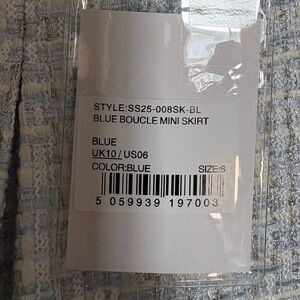 STYLE:SS25-008SK-BL
BLUE BOUCLE MINI SKIRT
BLUE
UK10 / US06
COLOR:BLUE SIZE:8
5 059939 197003